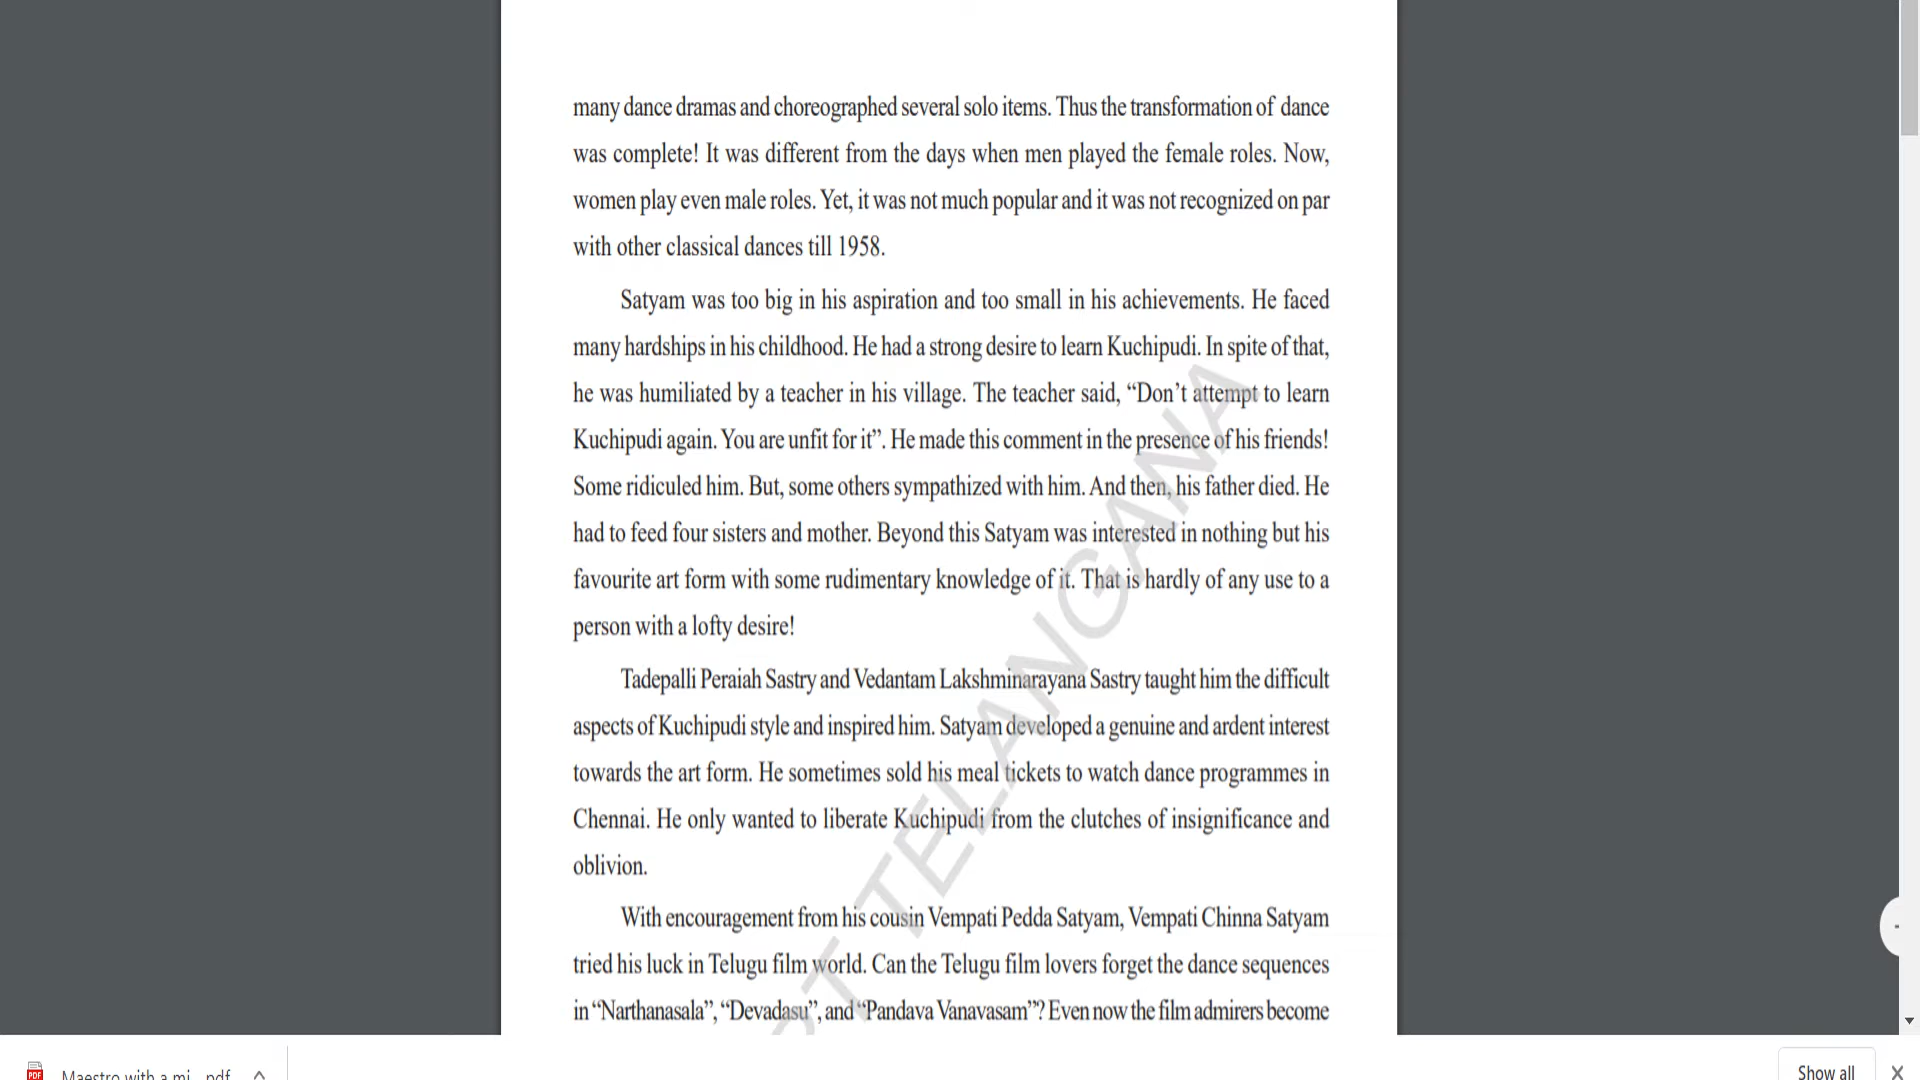 many dance dramas and choreographed several solo items. Thus the transformation of dance
was complete! It was different from the days when men played the female roles. Now,
women play even male roles. Yet, it was not much popular and it was not recognized on par
with other classical dances till 1958.
Satyam was too big in his aspiration and too small in his achievements. He faced
many hardships in his childhood. He had a strong desire to learn Kuchipudi. In spite of that,
he was humiliated by a teacher in his village. The teacher said, “Don’t attempt to learn
Kuchipudi again. You are unfit for it”. He made this comment in the presence of his friends!
Some ridiculed him. But, some others sympathized with him. And then, his father died. He
had to feed four sisters and mother. Beyond this Satyam was interested in nothing but his
favourite art form with some rudimentary knowledge of it. That is hardly of any use to a
person with a lofty desire!
Tadepalli Peraiah Sastry and Vedantam Lakshminarayana Sastry taught him the difficult
aspects of Kuchipudi style and inspired him. Satyam developed a genuine and ardent interest
towards the art form. He sometimes sold his meal tickets to watch dance programmes in
Chennai. He only wanted to liberate Kuchipudi from the clutches of insignificance and
oblivion.
With encouragement from his cousin Vempati Pedda Satyam, Vempati Chinna Satyam
tried his luck in Telugu film world. Can the Telugu film lovers forget the dance sequences
in “Narthanasala”, “Devadasu”, and “Pandava Vanavasam”? Even now the film admirers become
T TELANGANA
PDF Maestro with a mi...pdf
Show all